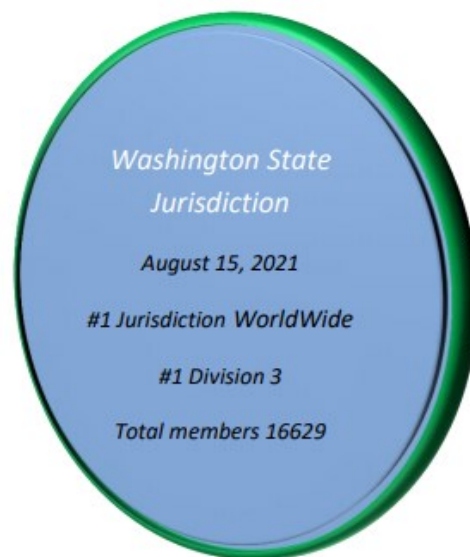 Washington State
Jurisdiction
August 15, 2021
#1 Jurisdiction WorldWide
#1 Division 3
Total members 16629